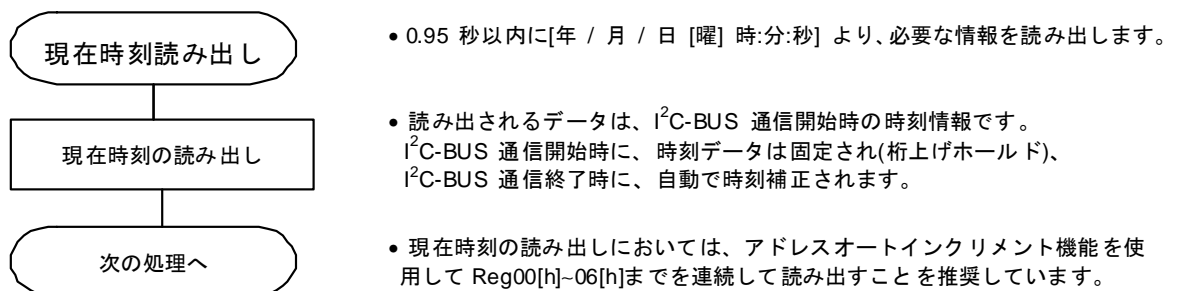 現在時刻読み出し
• 0.95 秒以内に[年 / 月 / 日 [曜] 時:分:秒] より、必要な情報を読み出します。
現在時刻の読み出し
• 読み出されるデータは、I²C-BUS 通信開始時の時刻情報です。
I²C-BUS 通信開始時に、時刻データは固定され(桁上げホールド)、
I²C-BUS 通信終了時に、自動で時刻補正されます。
次の処理へ
• 現在時刻の読み出しにおいては、アドレスオートインクリメント機能を使
用して Reg00[h]~06[h]までを連続して読み出すことを推奨しています。